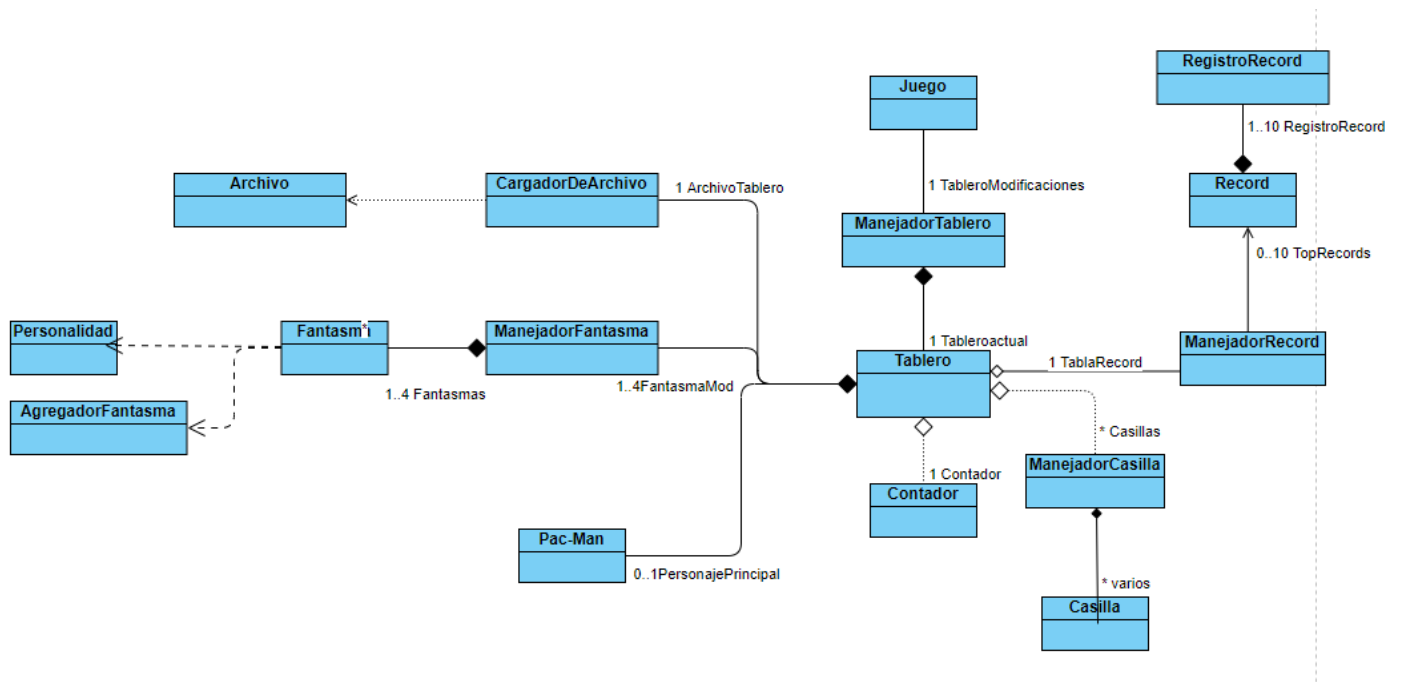 RegistroRecord
Juego
1..10 RegistroRecord
Archivo
CargadorDeArchivo
1 ArchivoTablero
1 TableroModificaciones
Record
ManejadorTablero
0..10 TopRecords
Personalidad
Fantasma
*
ManejadorFantasma
1 Tableroactual
ManejadorRecord
Tablero
1 TablaRecord
1..4 Fantasmas
1..4FantasmaMod
AgregadorFantasma
* Casillas
ManejadorCasilla
1 Contador
Contador
Pac-Man
0..1PersonajePrincipal
* varios
Casilla